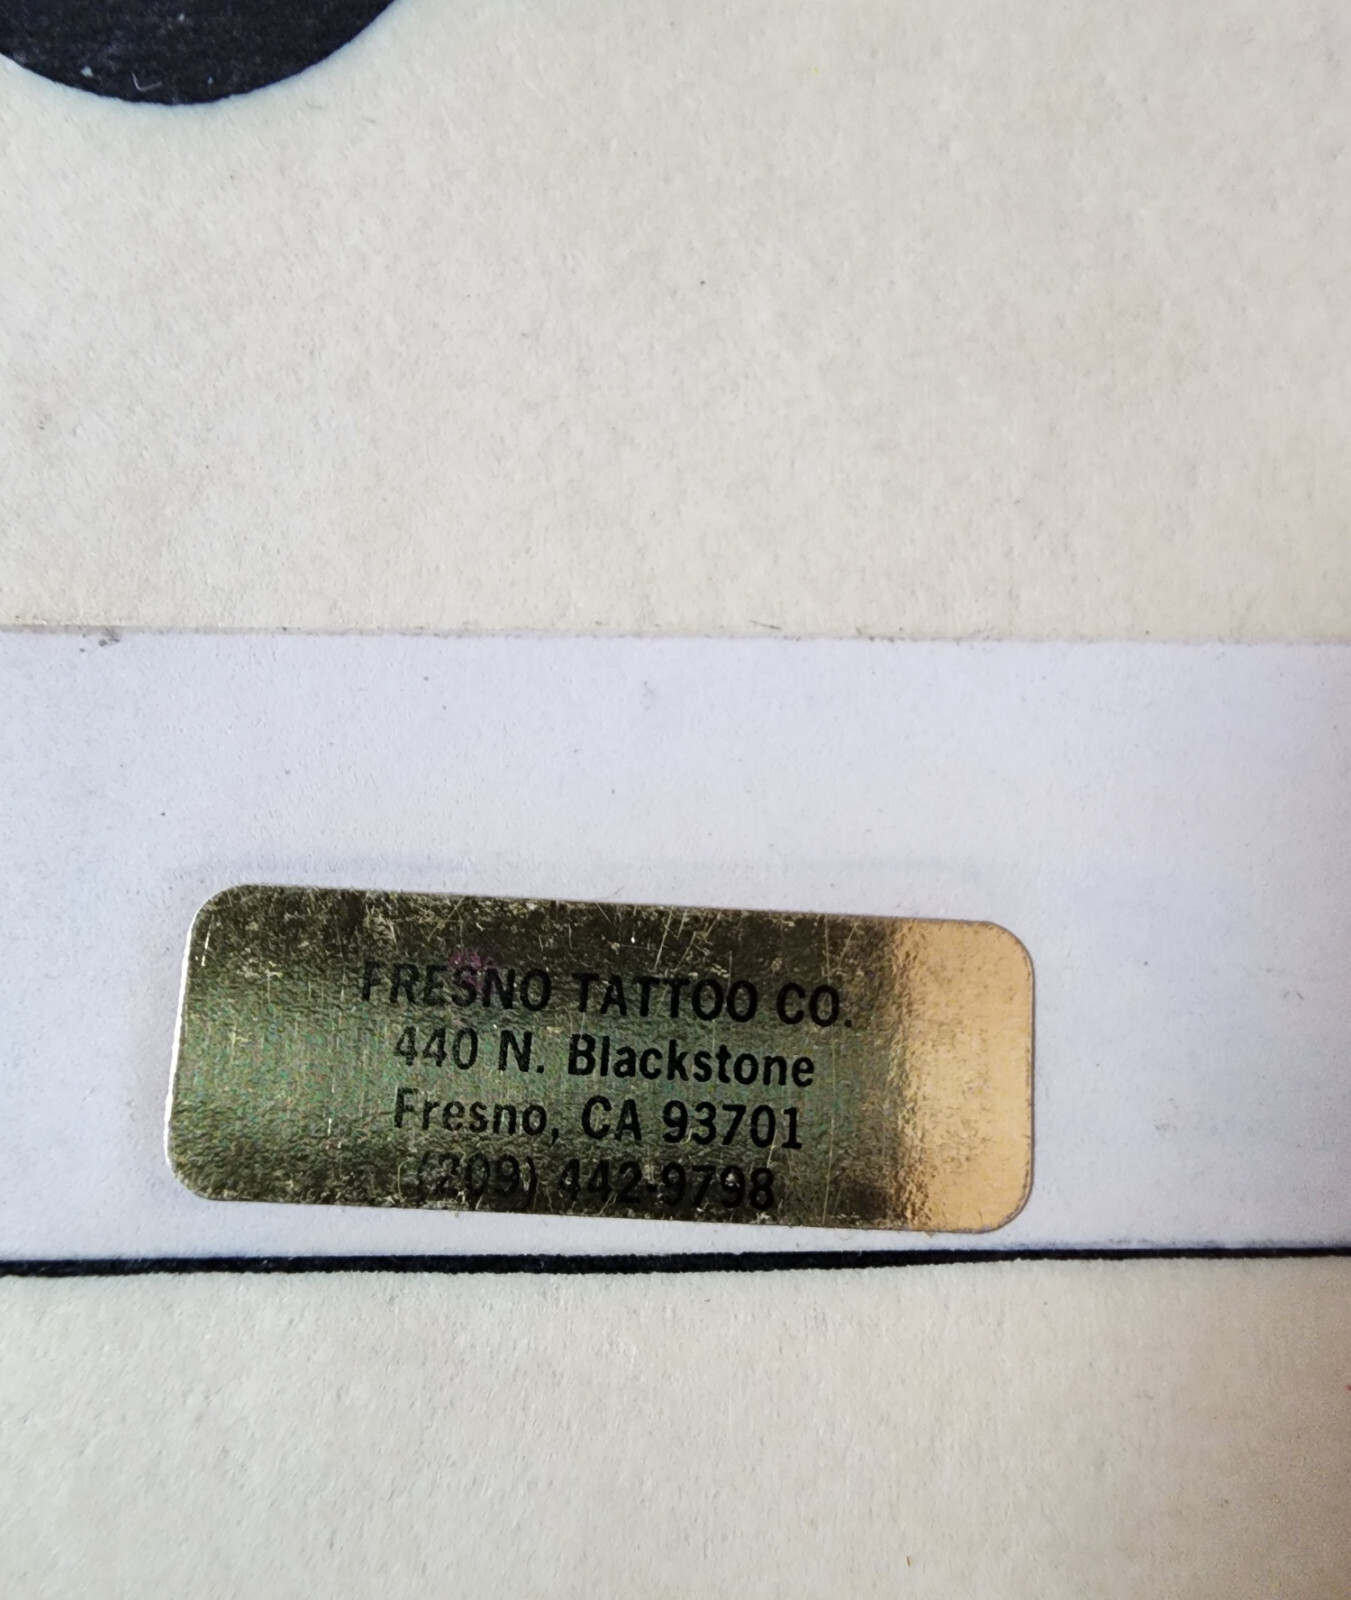 FRESNO TATTOO CO.
440 N. Blackstone
Fresno, CA 93701
(209) 442-9798